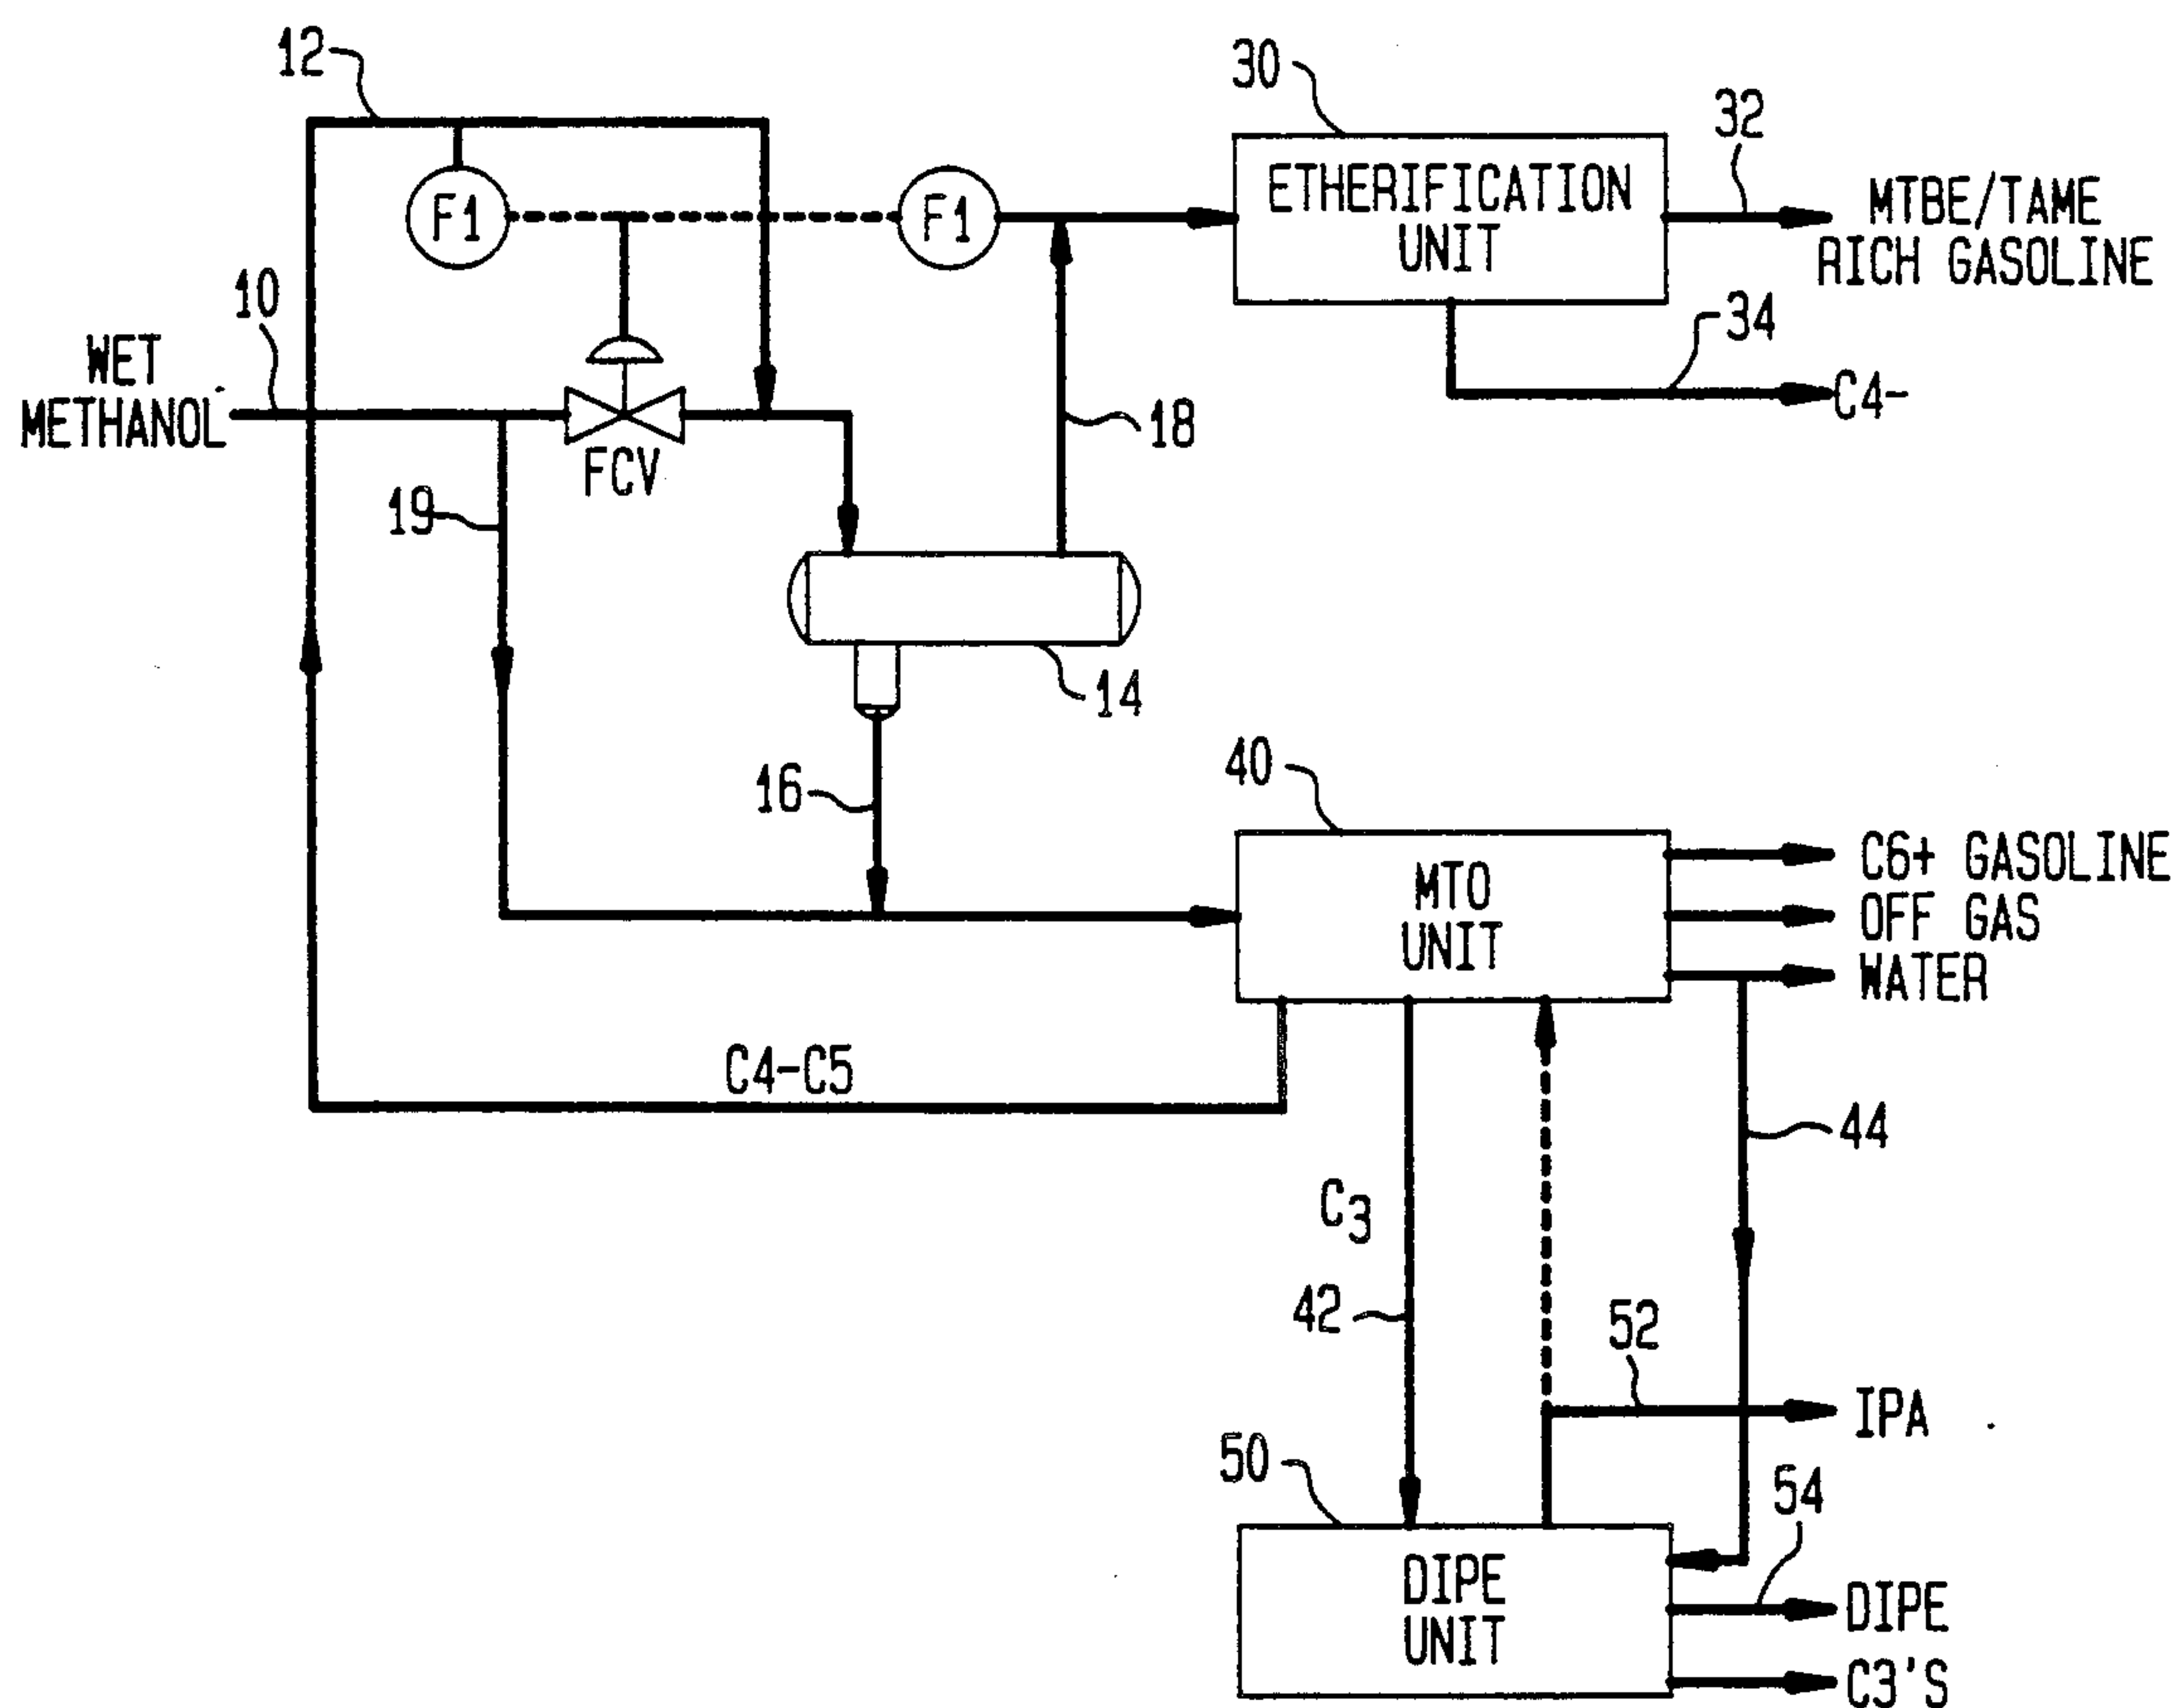 12
30
32
F1
F1
ETHERIFICATION
UNIT
MTBE/TAME
RICH GASOLINE
10
34
WET
METHANOL
C4-
18
FCV
19
14
16
40
MTO
UNIT
C6+ GASOLINE
OFF GAS
WATER
C4-C5
44
C3
42
52
IPA
50
54
DIPE
UNIT
DIPE
C3'S